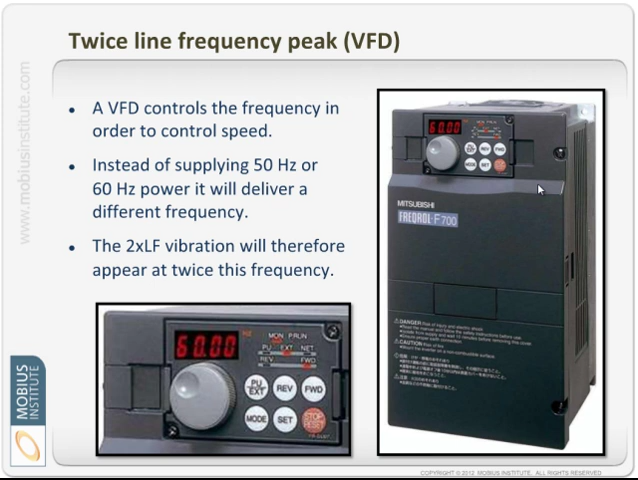 Twice line frequency peak (VFD)
www.mobiusinstitute.com
• A VFD controls the frequency in
order to control speed.
• Instead of supplying 50 Hz or
60 Hz power it will deliver a
different frequency.
• The 2xLF vibration will therefore
appear at twice this frequency.
60.00
MITSUBISHI
FREQROL-F700
DANGER
CAUTION
60.00
HZ
MON PRUN
PU EXT NET
REV FWD
PU
EXT
REV
FWD
MODE
SET
STOP
RESET
MOBIUS
INSTITUTE
COPYRIGHT © 2012 MOBIUS INSTITUTE. ALL RIGHTS RESERVED